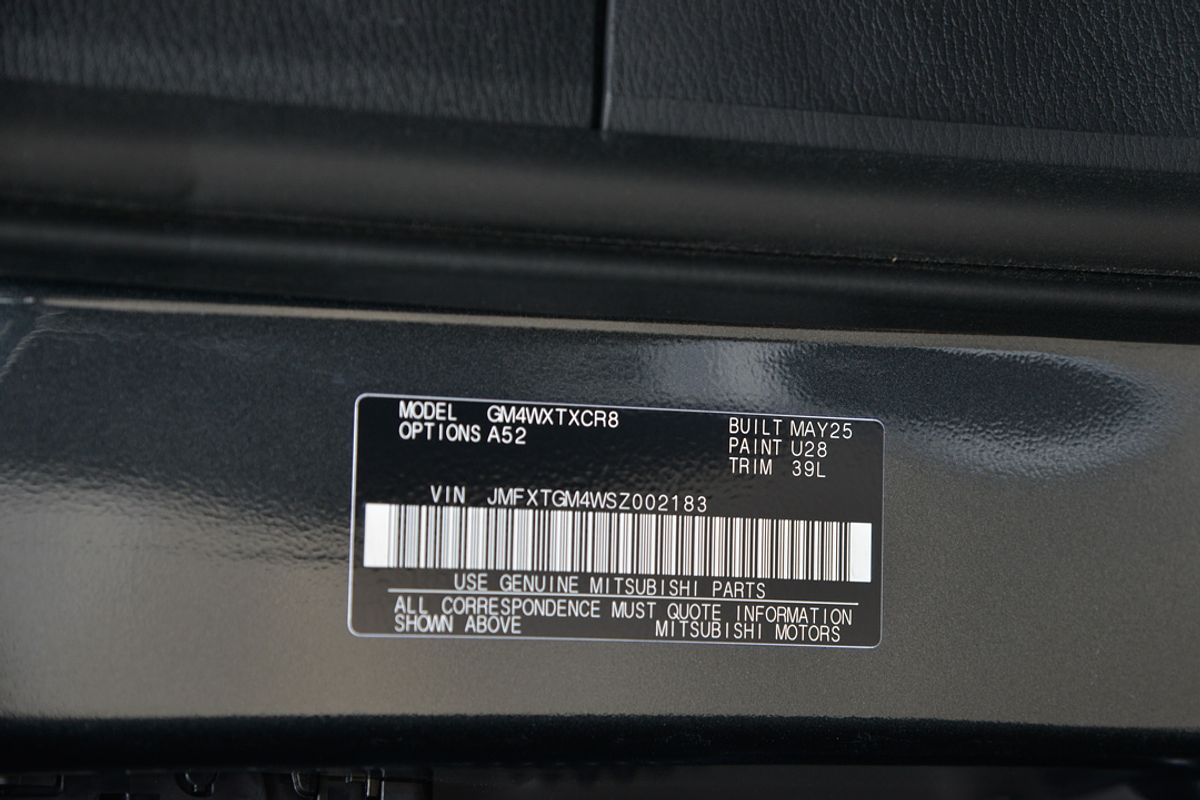 MODEL GM4WXTXCR8
OPTIONS A52
BUILT MAY25
PAINT U28
TRIM 39L
VIN JMFXTGM4WSZ002183
USE GENUINE MITSUBISHI PARTS
ALL CORRESPONDENCE MUST QUOTE INFORMATION
SHOWN ABOVE MITSUBISHI MOTORS